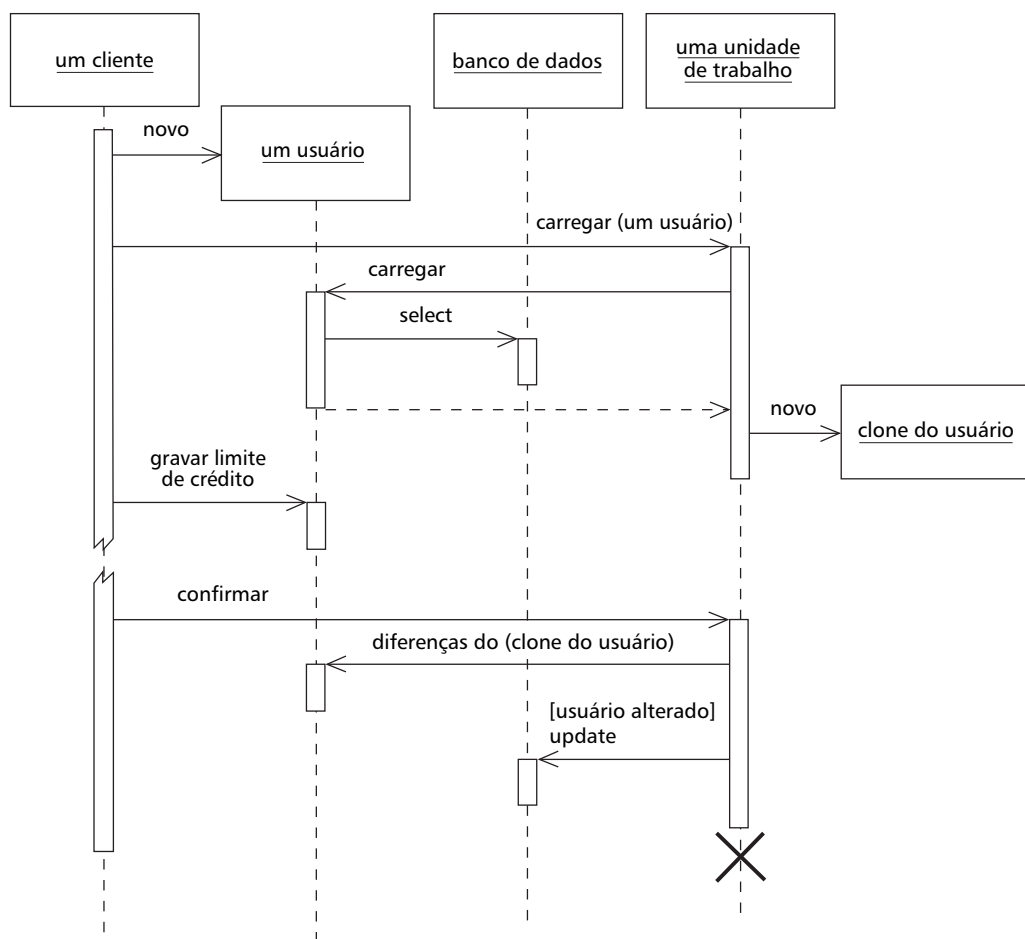 um cliente
banco de dados
uma unidade
de trabalho
novo
um usuário
carregar (um usuário)
carregar
select
novo
clone do usuário
gravar limite
de crédito
confirmar
diferenças do (clone do usuário)
[usuário alterado]
update